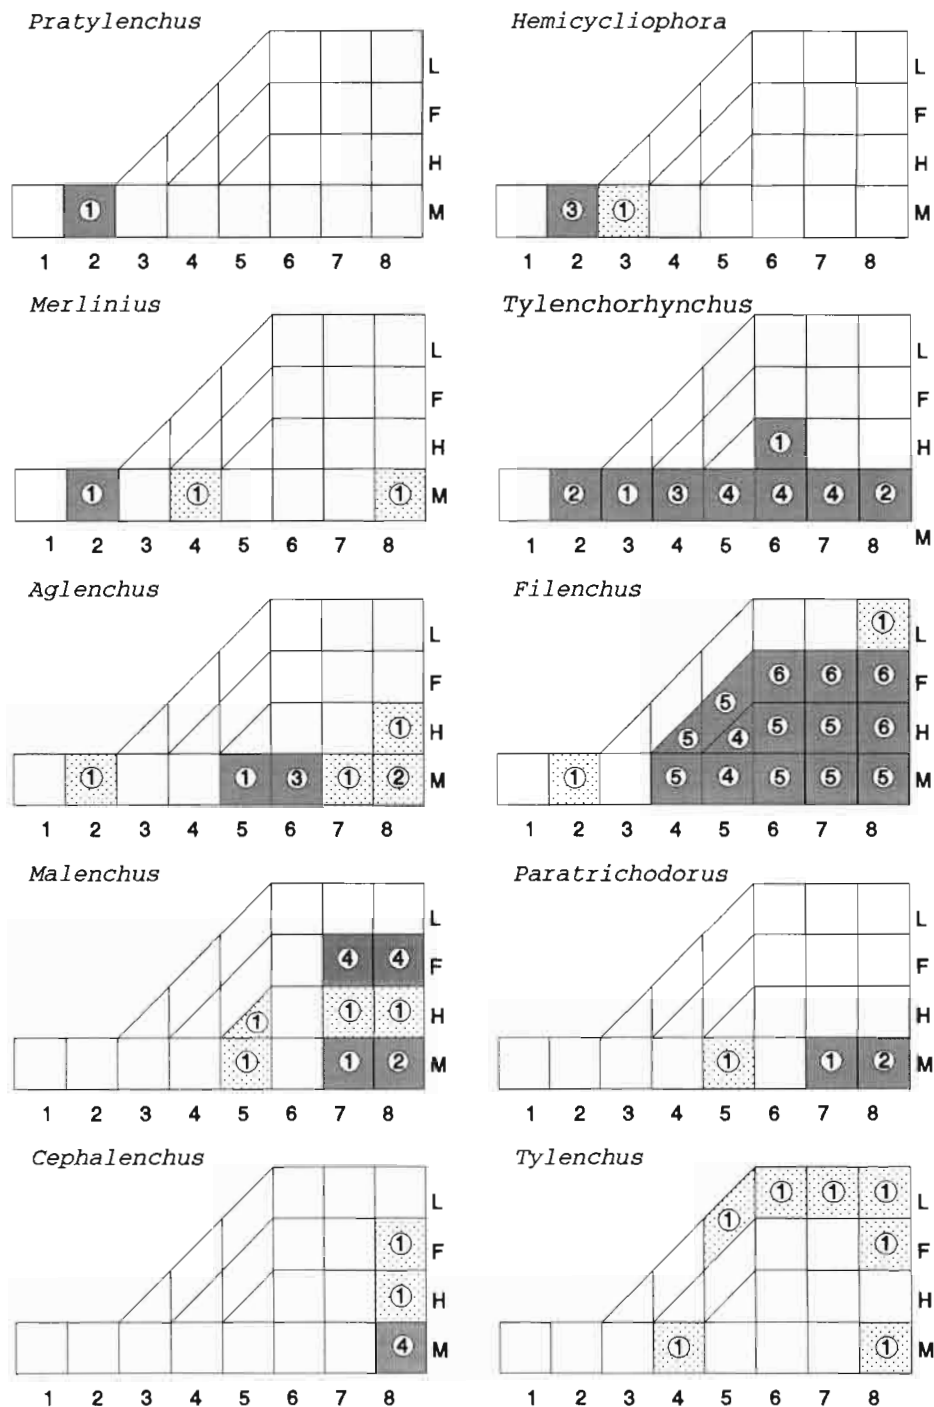 Pratylenchus
L
F
H
1 M
1 2 3 4 5 6 7 8
Hemicycliophora
L
F
H
3 1 M
1 2 3 4 5 6 7 8
Merlinius
L
F
H
1 1 1 M
1 2 3 4 5 6 7 8
Tylenchorhynchus
L
F
1 H
2 1 3 4 4 4 2
1 2 3 4 5 6 7 8 M
Aglenchus
L
F
1 H
1 1 3 1 2 M
1 2 3 4 5 6 7 8
Filenchus
1 L
5 6 6 6 F
5 4 5 5 6 H
1 5 4 5 5 5 M
1 2 3 4 5 6 7 8
Malenchus
L
4 4 F
1 1 1 H
1 1 2 M
1 2 3 4 5 6 7 8
Paratrichodorus
L
F
H
1 1 2 M
1 2 3 4 5 6 7 8
Cephalenchus
L
1 F
1 H
4 M
1 2 3 4 5 6 7 8
Tylenchus
1 1 1 1 L
1 F
H
1 1 M
1 2 3 4 5 6 7 8